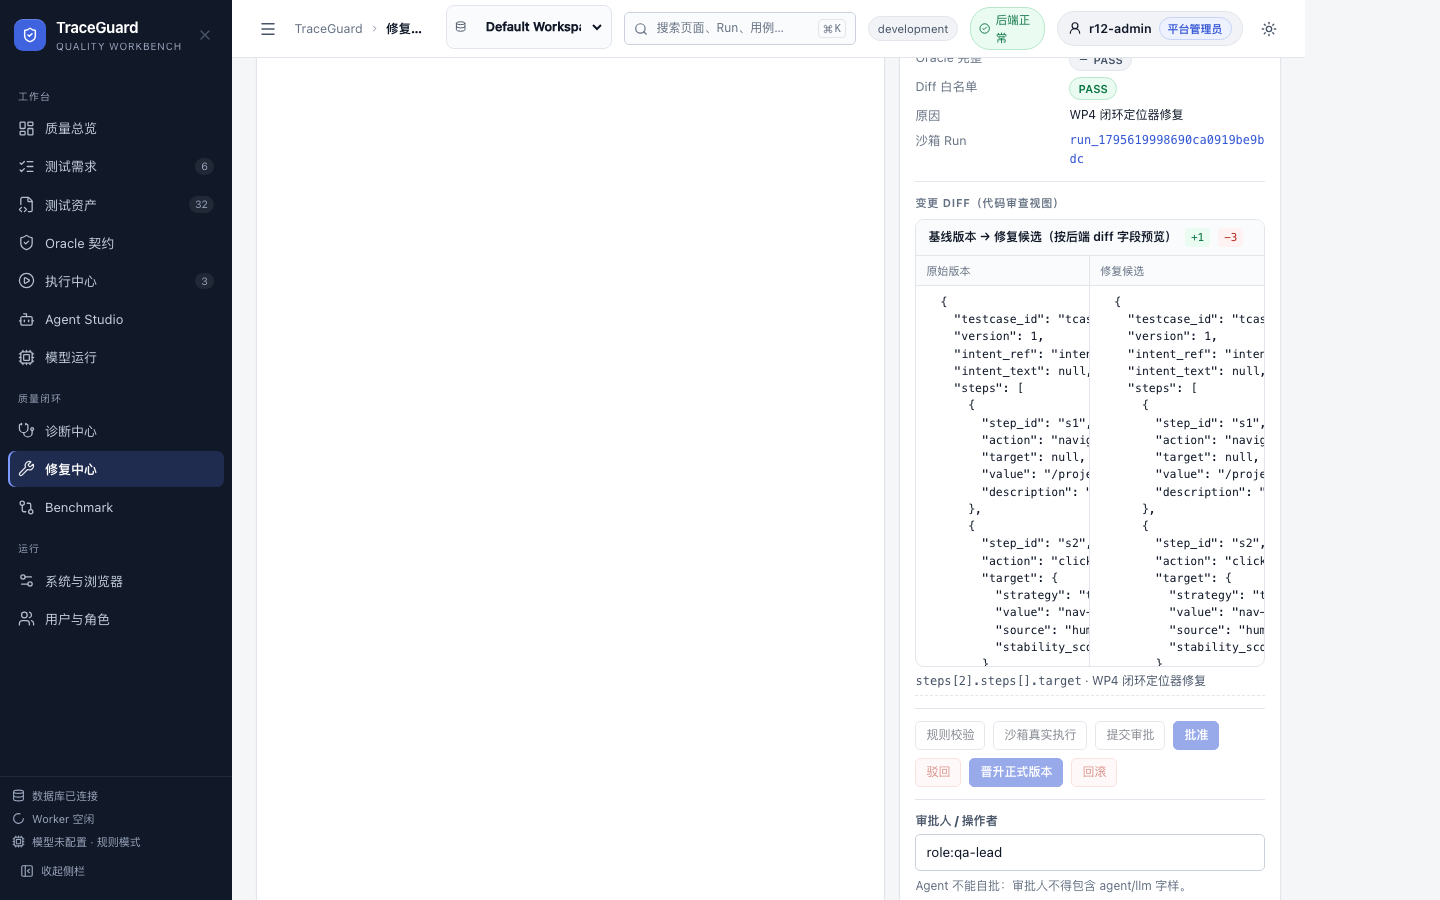 TraceGuard
QUALITY WORKBENCH
工作台
质量总览
测试需求
6
测试资产
32
Oracle 契约
执行中心
3
Agent Studio
模型运行
质量闭环
诊断中心
修复中心
Benchmark
运行
系统与浏览器
用户与角色
数据库已连接
Worker 空闲
模型未配置 · 规则模式
收起侧栏
TraceGuard
修复...
Default Workspa
搜索页面、Run、用例...
⌘K
development
后端正常
r12-admin
平台管理员
Oracle 完整
— PASS
Diff 白名单
PASS
原因
WP4 闭环定位器修复
沙箱 Run
run_1795619998690ca0919be9b
dc
变更 DIFF（代码审查视图）
基线版本 → 修复候选（按后端 diff 字段预览）
+1
−3
原始版本
修复候选
{
"testcase_id": "tcas
"version": 1,
"intent_ref": "inten
"intent_text": null,
"steps": [
{
"step_id": "s1",
"action": "navig
"target": null,
"value": "/proje
"description": "
},
{
"step_id": "s2",
"action": "click
"target": {
"strategy": "t
"value": "nav-
"source": "hum
"stability_sco
}
{
"testcase_id": "tcas
"version": 1,
"intent_ref": "inten
"intent_text": null,
"steps": [
{
"step_id": "s1",
"action": "navig
"target": null,
"value": "/proje
"description": "
},
{
"step_id": "s2",
"action": "click
"target": {
"strategy": "t
"value": "nav-
"source": "hum
"stability_sco
}
steps[2].steps[].target · WP4 闭环定位器修复
规则校验
沙箱真实执行
提交审批
批准
驳回
晋升正式版本
回滚
审批人 / 操作者
role:qa-lead
Agent 不能自批：审批人不得包含 agent/llm 字样。